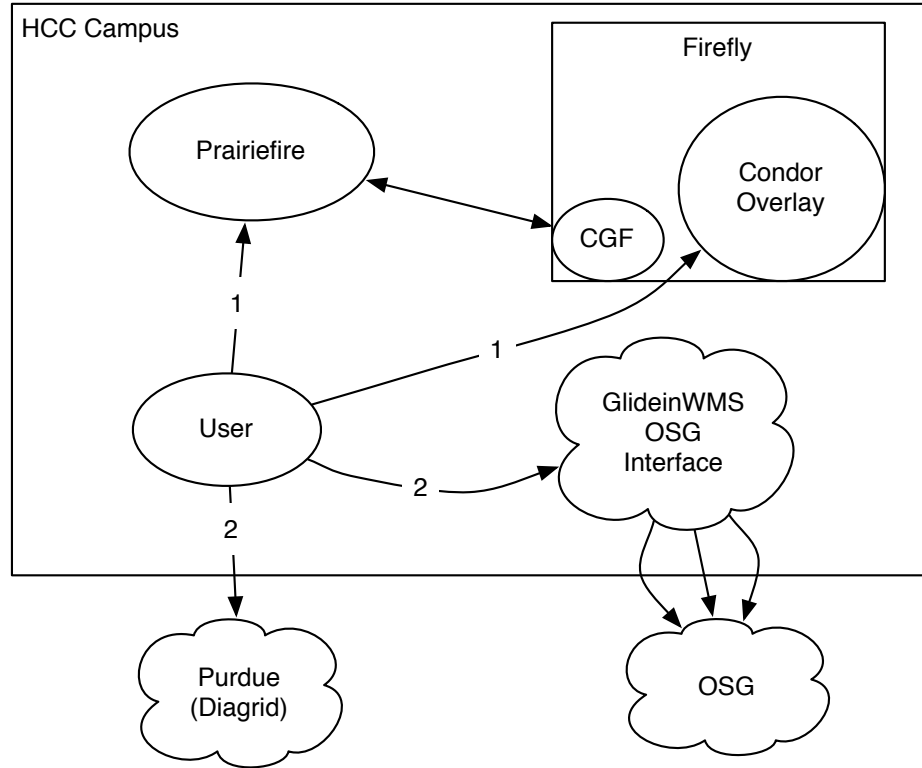 HCC Campus
Firefly
Prairiefire
Condor
Overlay
CGF
1
1
GlideinWMS
OSG
Interface
User
2
2
Purdue
(Diagrid)
OSG